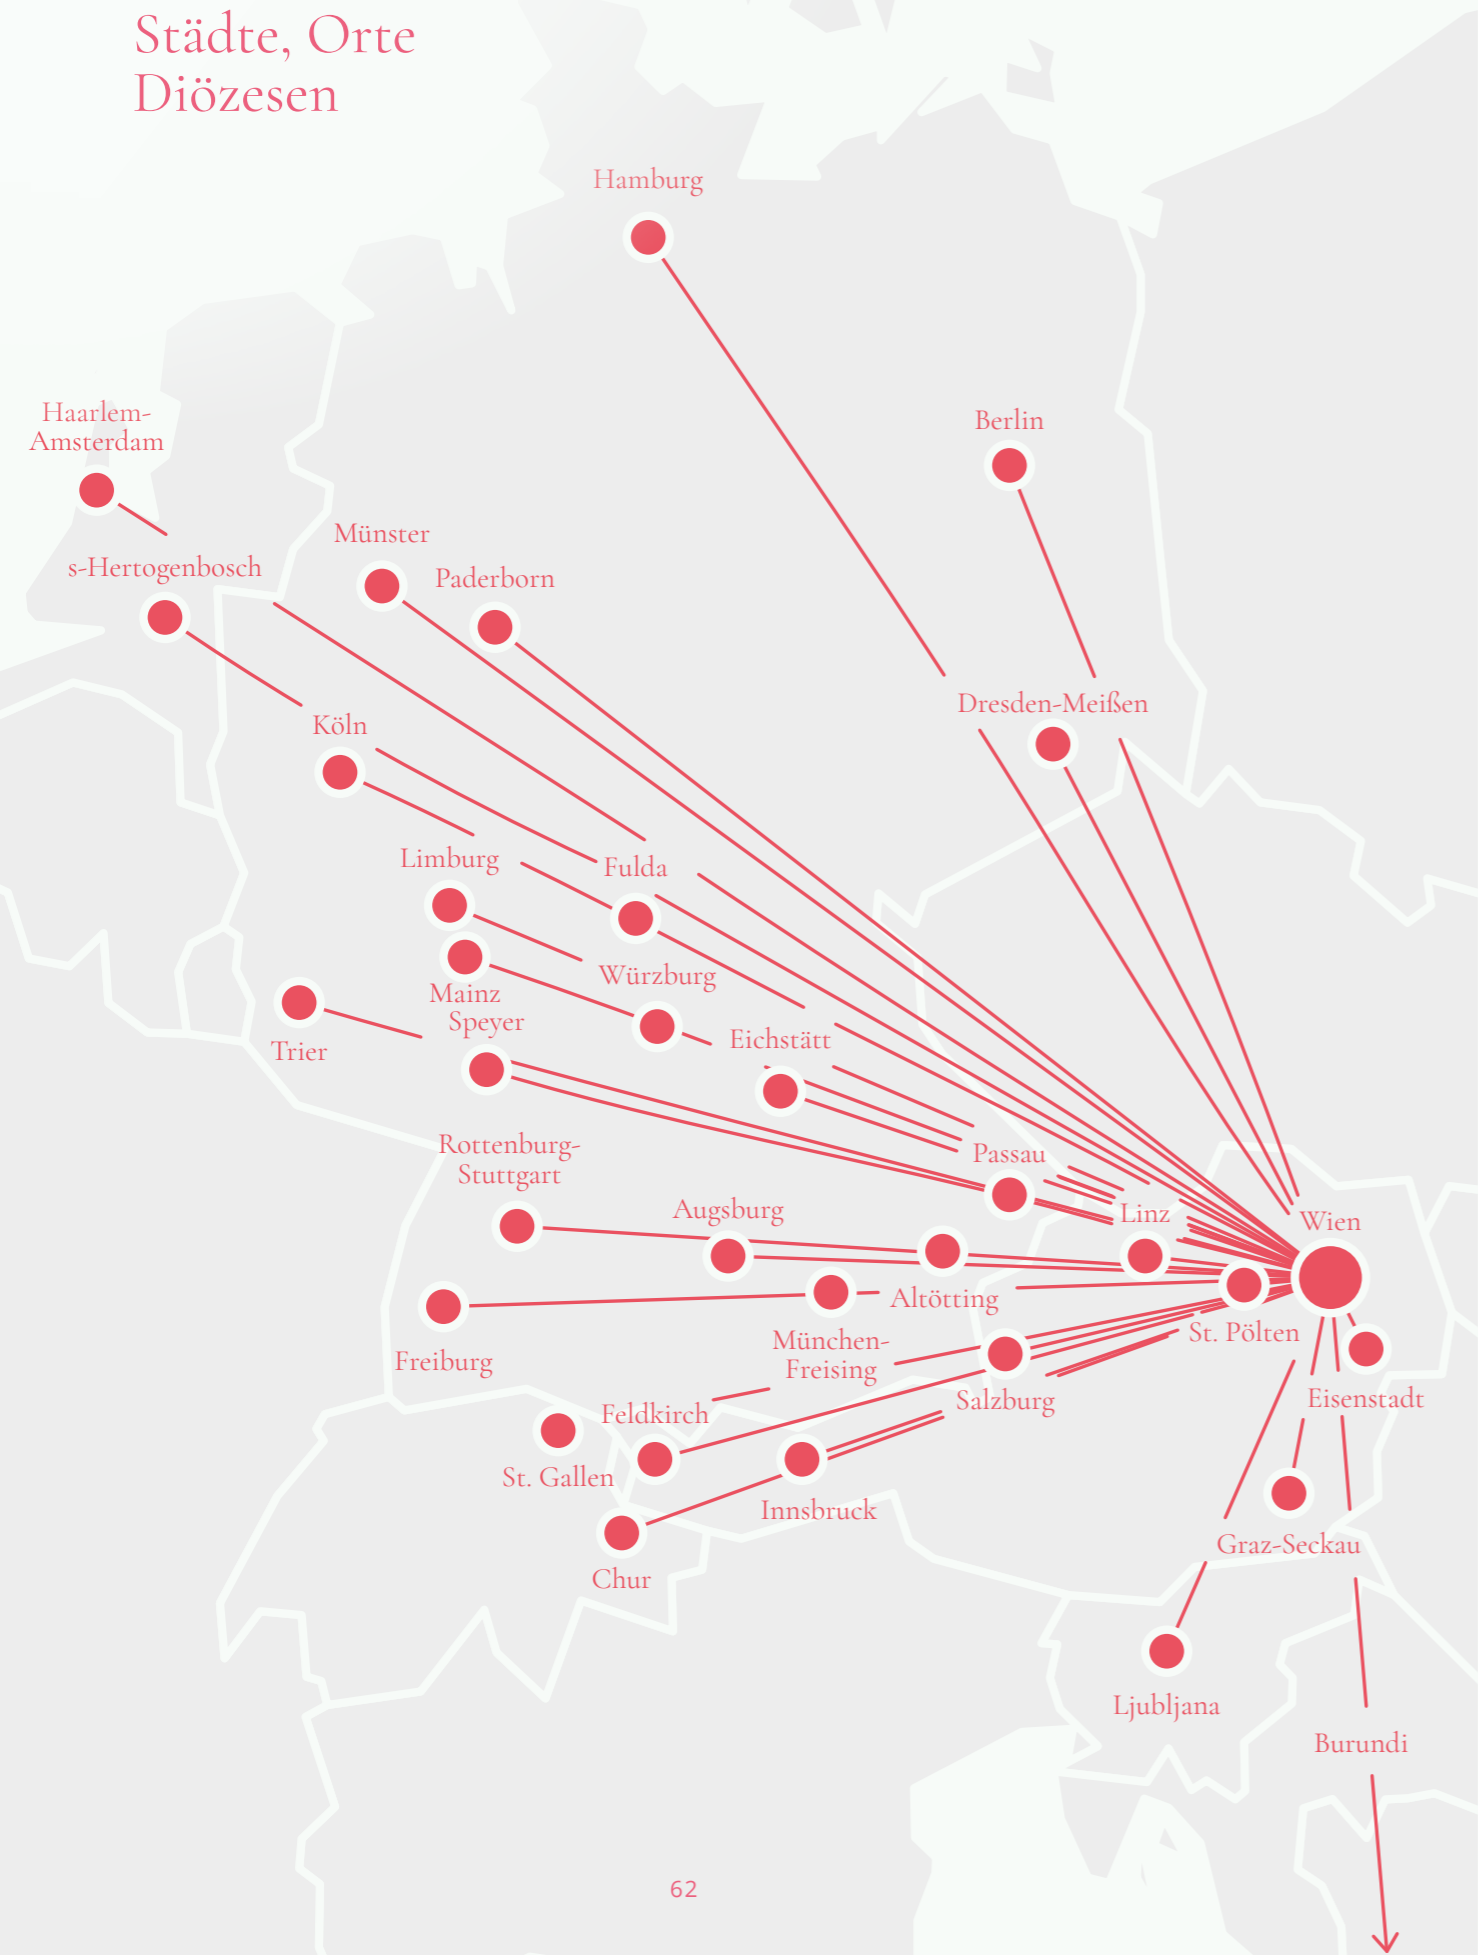 Städte, Orte
Diözesen
Hamburg
Haarlem-
Amsterdam
Berlin
Münster
s-Hertogenbosch
Paderborn
Dresden-Meißen
Köln
Limburg
Fulda
Würzburg
Mainz
Speyer
Eichstätt
Trier
Rottenburg-
Stuttgart
Passau
Augsburg
Linz
Wien
Altötting
München-
Freising
St. Pölten
Freiburg
Eisenstadt
Salzburg
Feldkirch
St. Gallen
Innsbruck
Graz-Seckau
Chur
Ljubljana
Burundi
62